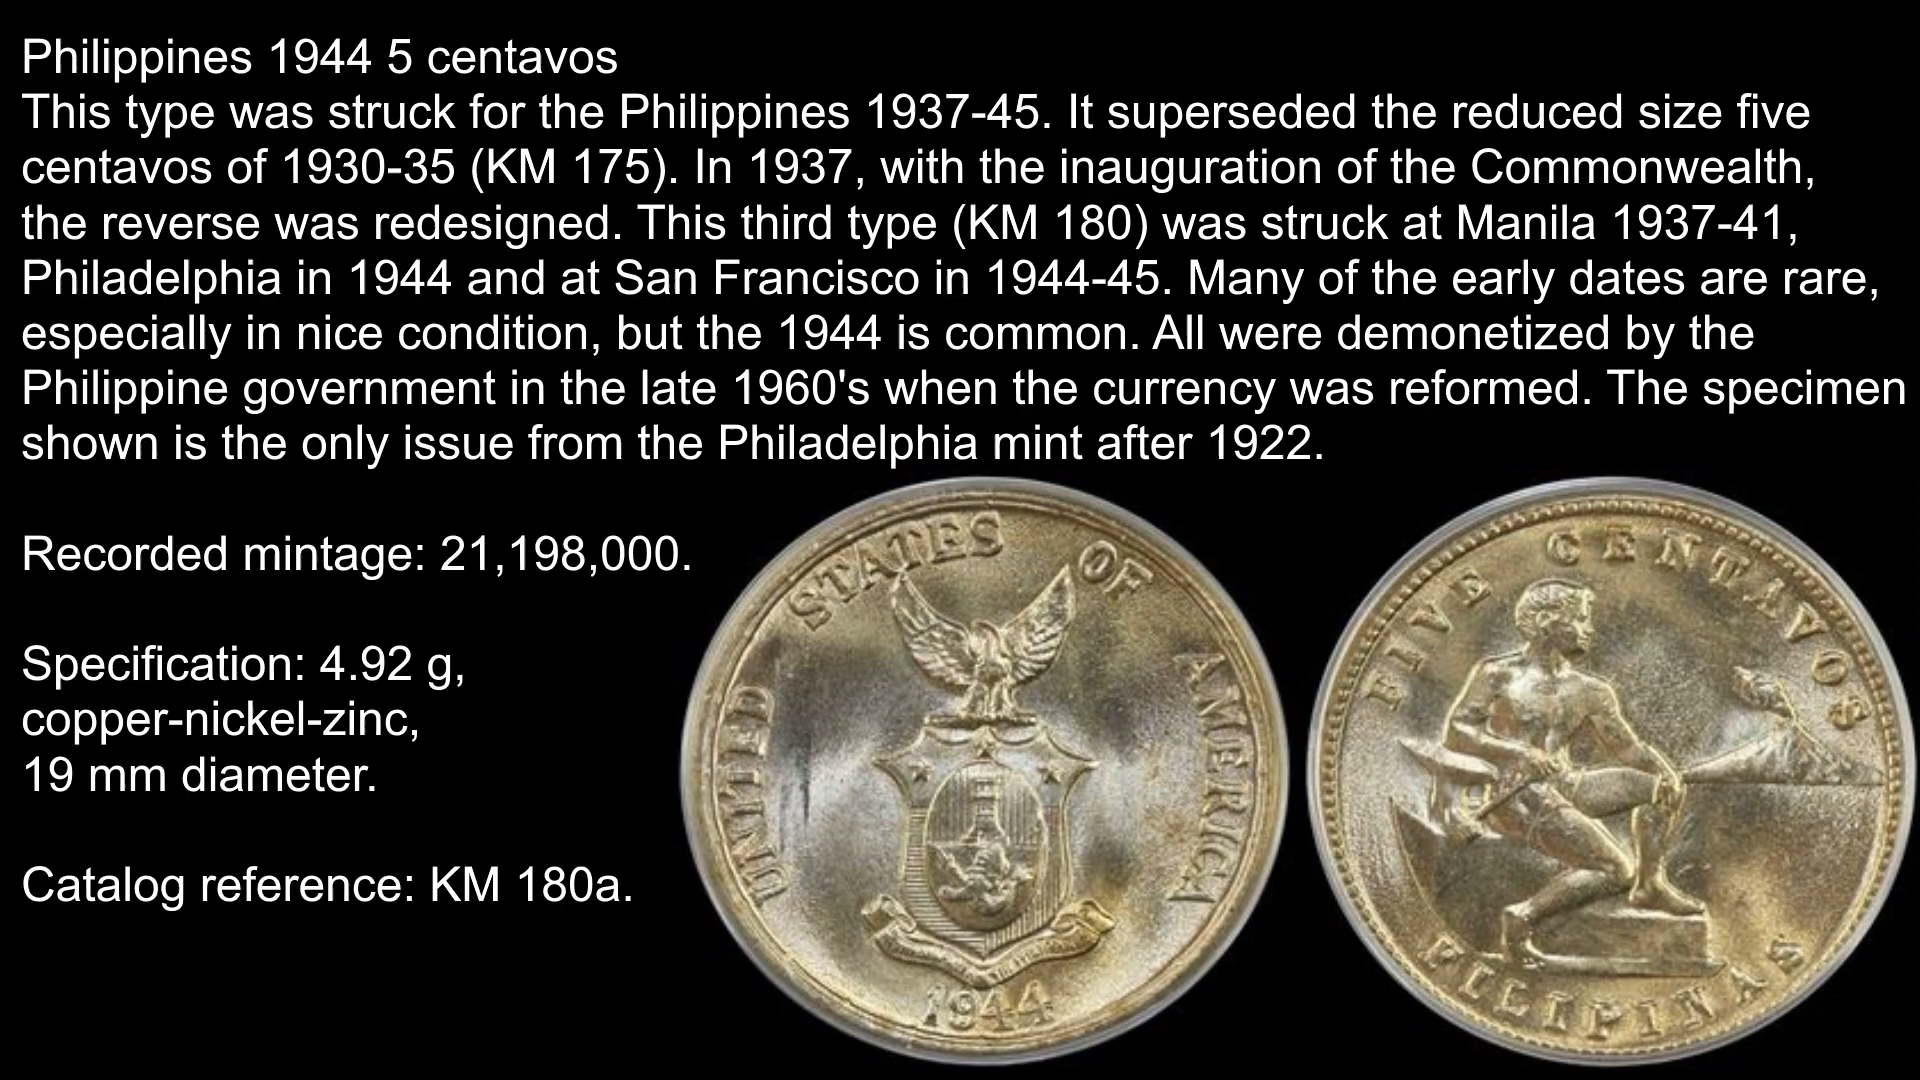 Philippines 1944 5 centavos
This type was struck for the Philippines 1937-45. It superseded the reduced size five
centavos of 1930-35 (KM 175). In 1937, with the inauguration of the Commonwealth,
the reverse was redesigned. This third type (KM 180) was struck at Manila 1937-41,
Philadelphia in 1944 and at San Francisco in 1944-45. Many of the early dates are rare,
especially in nice condition, but the 1944 is common. All were demonetized by the
Philippine government in the late 1960's when the currency was reformed. The specimen
shown is the only issue from the Philadelphia mint after 1922.
Recorded mintage: 21,198,000.
Specification: 4.92 g,
copper-nickel-zinc,
19 mm diameter.
Catalog reference: KM 180a.
UNITED STATES OF AMERICA
1944
FIVE CENTAVOS
FILIPINAS